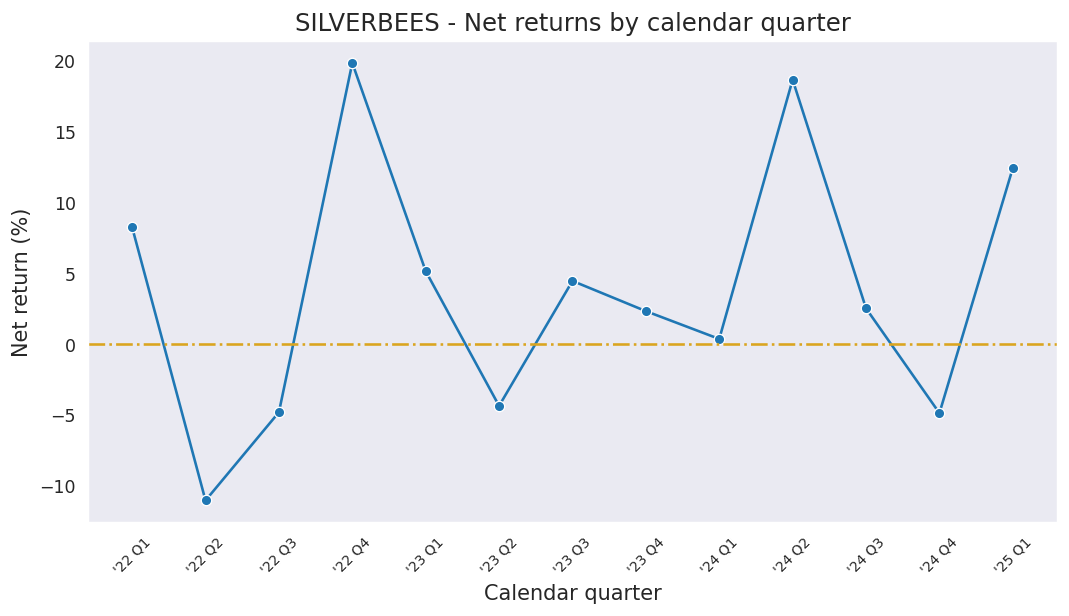 SILVERBEES - Net returns by calendar quarter
Net return (%)
20
15
10
5
0
−5
−10
'22 Q1
'22 Q2
'22 Q3
'22 Q4
'23 Q1
'23 Q2
'23 Q3
'23 Q4
'24 Q1
'24 Q2
'24 Q3
'24 Q4
'25 Q1
Calendar quarter